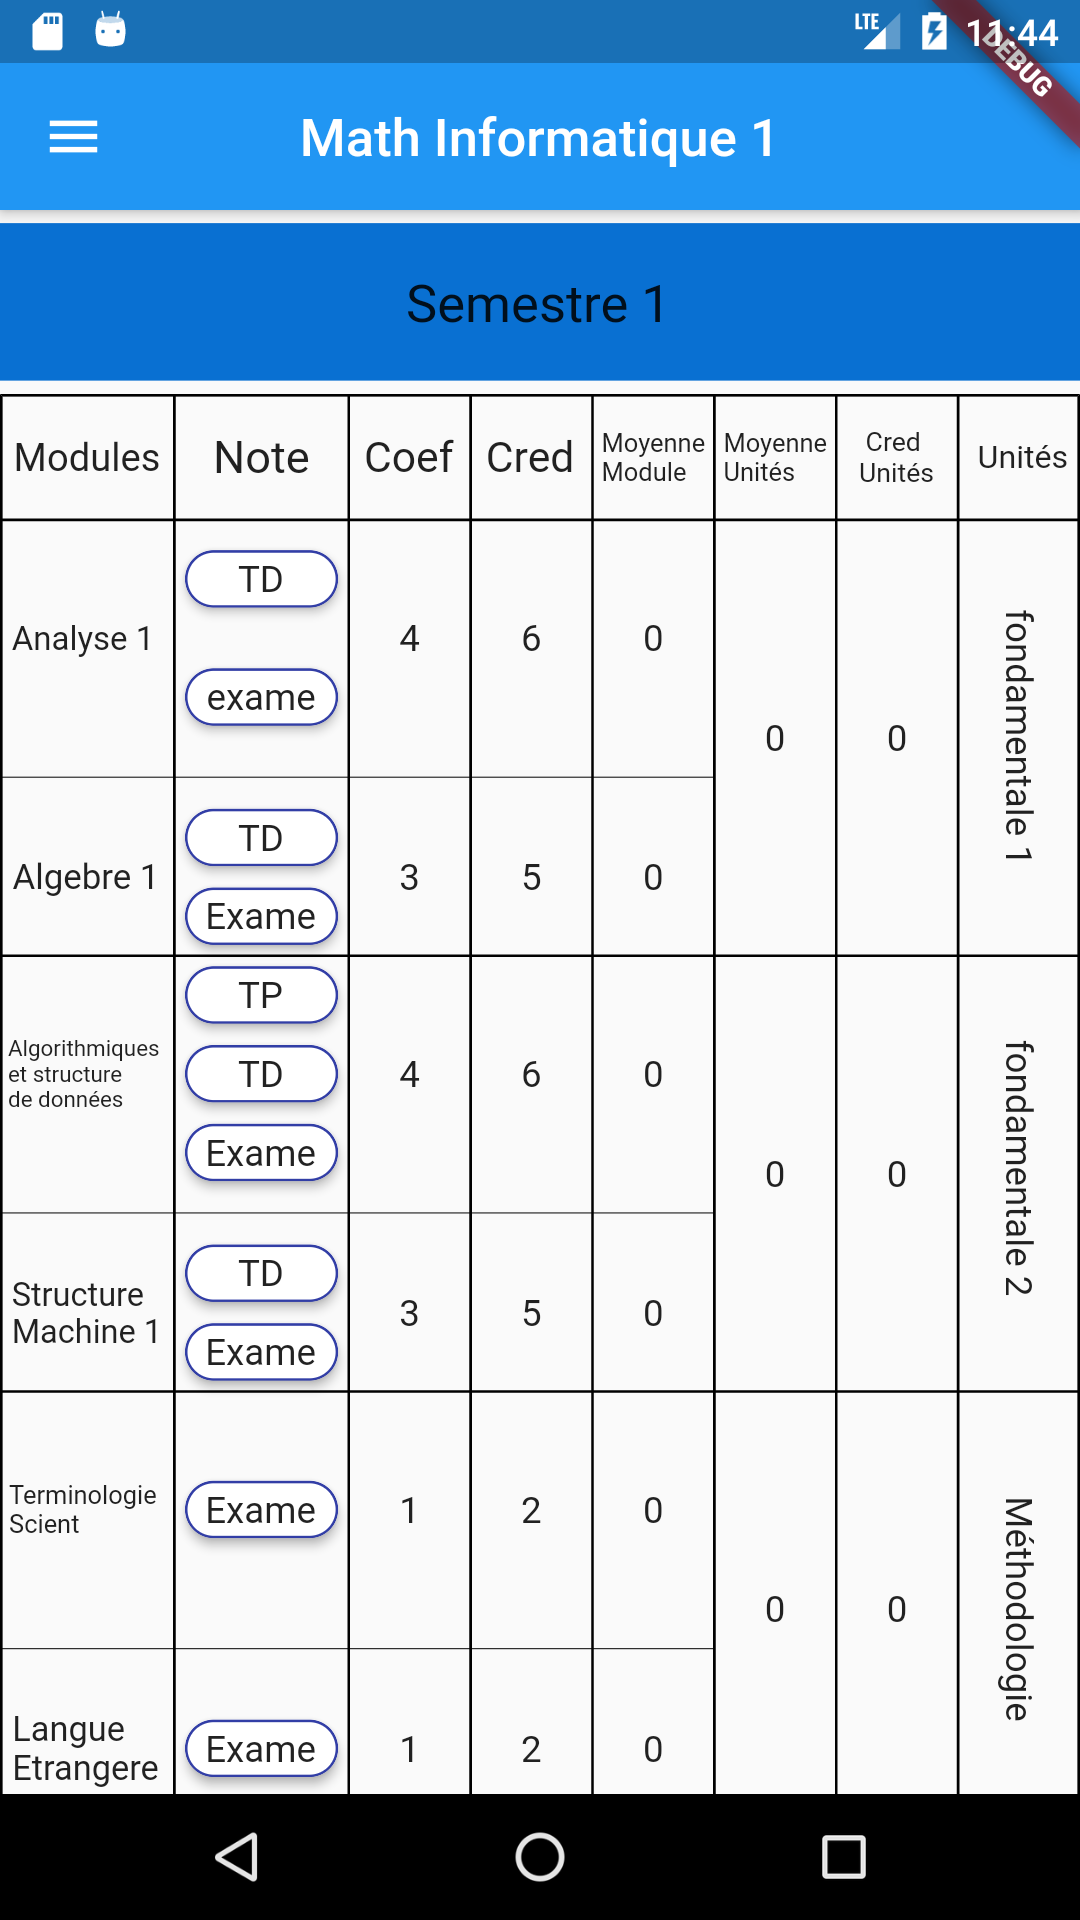 LTE 11:44
DEBUG
Math Informatique 1
Semestre 1
Modules Note Coef Cred Moyenne Module Moyenne Unités Cred Unités Unités
Analyse 1
TD
exame
4 6 0
Algebre 1
TD
Exame
3 5 0
0 0
fondamentale 1
Algorithmiques
et structure
de données
TP
TD
Exame
4 6 0
Structure
Machine 1
TD
Exame
3 5 0
0 0
fondamentale 2
Terminologie
Scient
Exame
1 2 0
Langue
Etrangere
Exame
1 2 0
0 0
Méthodologie